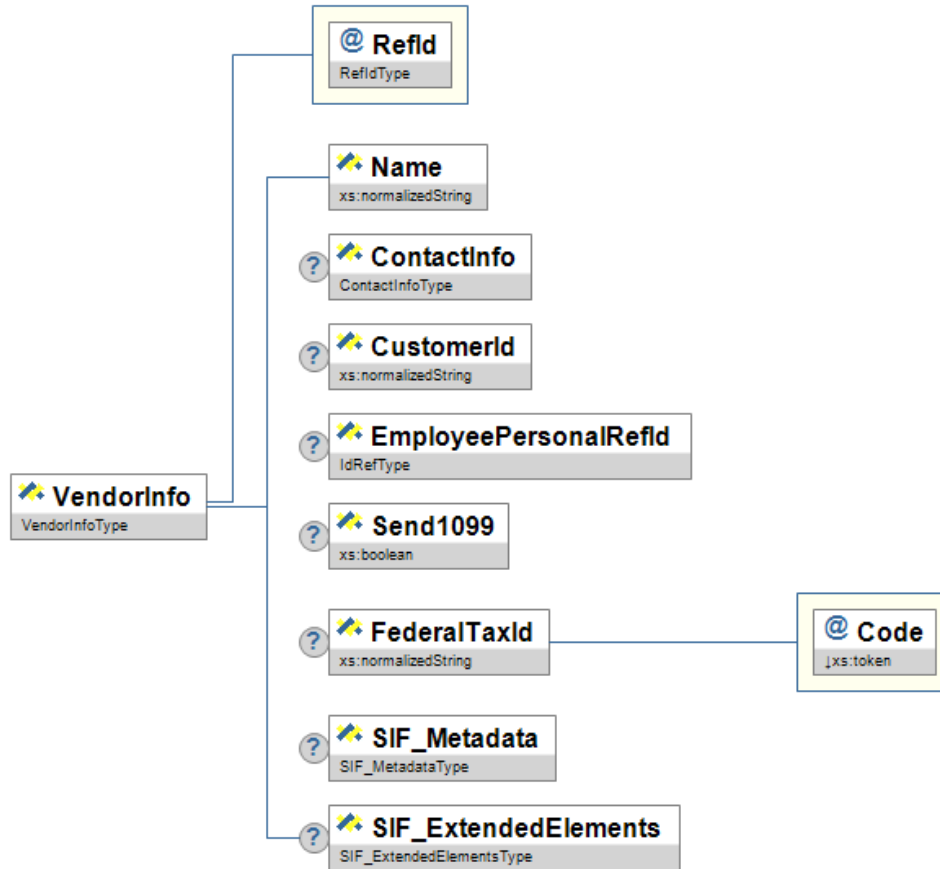 @ RefId
RefIdType
Name
xs:normalizedString
? ContactInfo
ContactInfoType
? CustomerId
xs:normalizedString
? EmployeePersonalRefId
IdRefType
VendorInfo
VendorInfoType
? Send1099
xs:boolean
? FederalTaxId
xs:normalizedString
@ Code
↓xs:token
? SIF_Metadata
SIF_MetadataType
? SIF_ExtendedElements
SIF_ExtendedElementsType